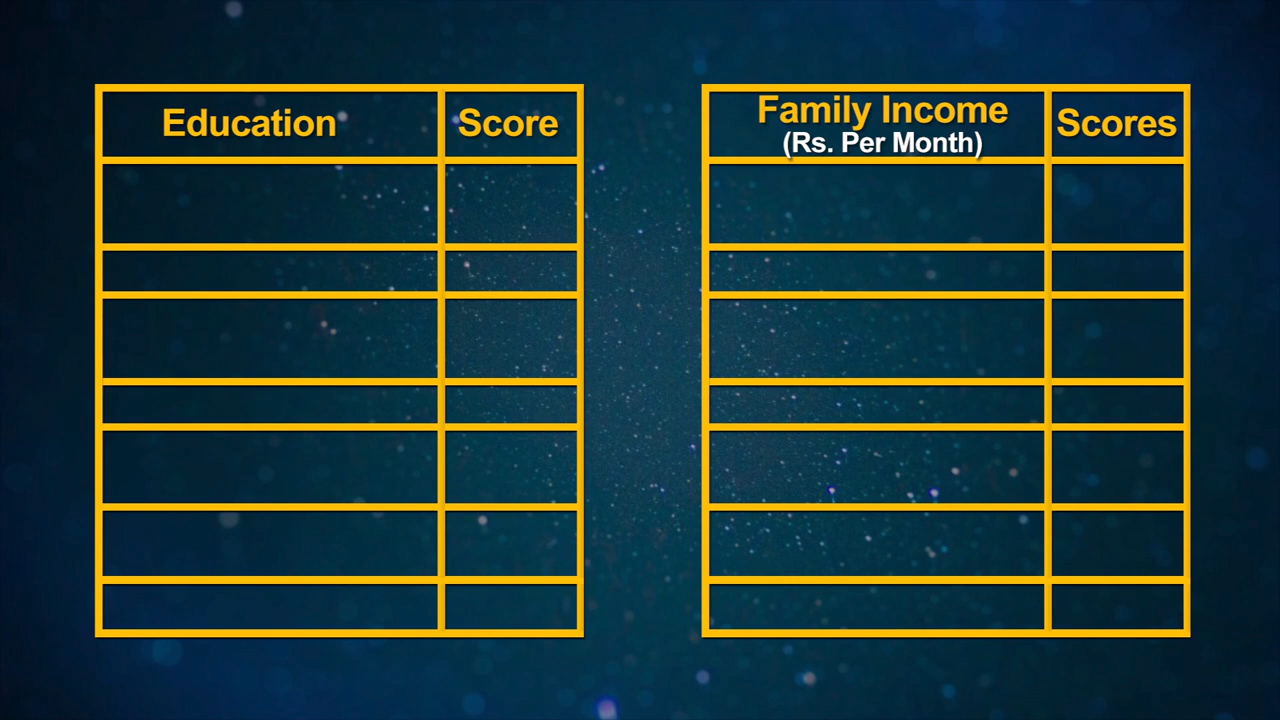 Education
Score
Family Income
(Rs. Per Month)
Scores